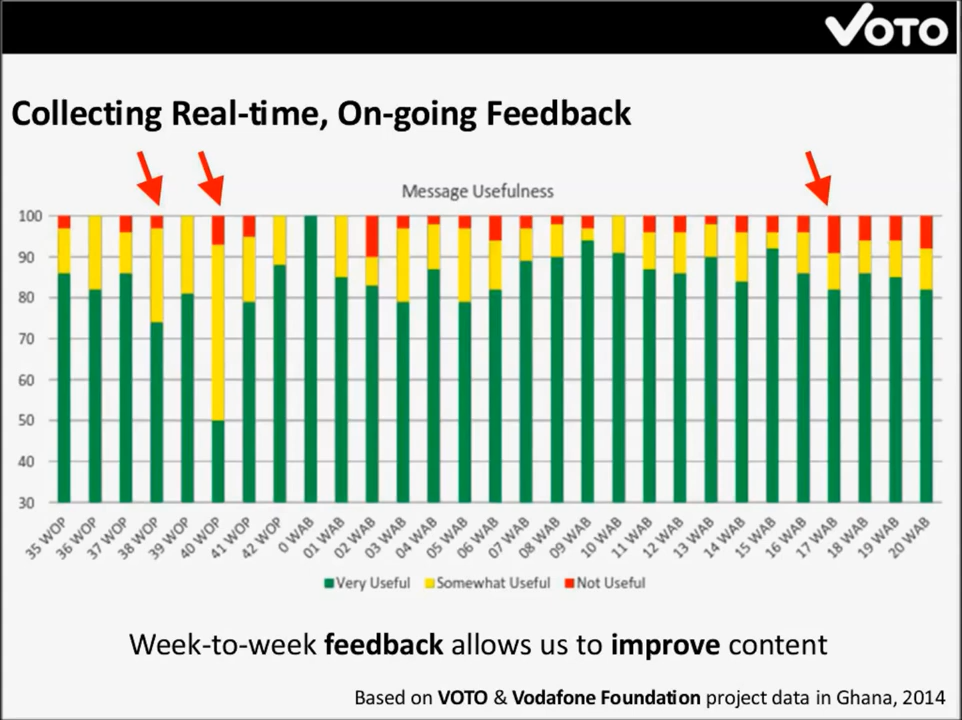 VOTO
Collecting Real-time, On-going Feedback
Message Usefulness
100
90
80
70
60
50
40
30
35 WOP
36 WOP
37 WOP
38 WOP
39 WOP
40 WOP
41 WOP
42 WOP
0 WAB
01 WAB
02 WAB
03 WAB
04 WAB
05 WAB
06 WAB
07 WAB
08 WAB
09 WAB
10 WAB
11 WAB
12 WAB
13 WAB
14 WAB
15 WAB
16 WAB
17 WAB
18 WAB
19 WAB
20 WAB
Very Useful Somewhat Useful Not Useful
Week-to-week feedback allows us to improve content
Based on VOTO & Vodafone Foundation project data in Ghana, 2014